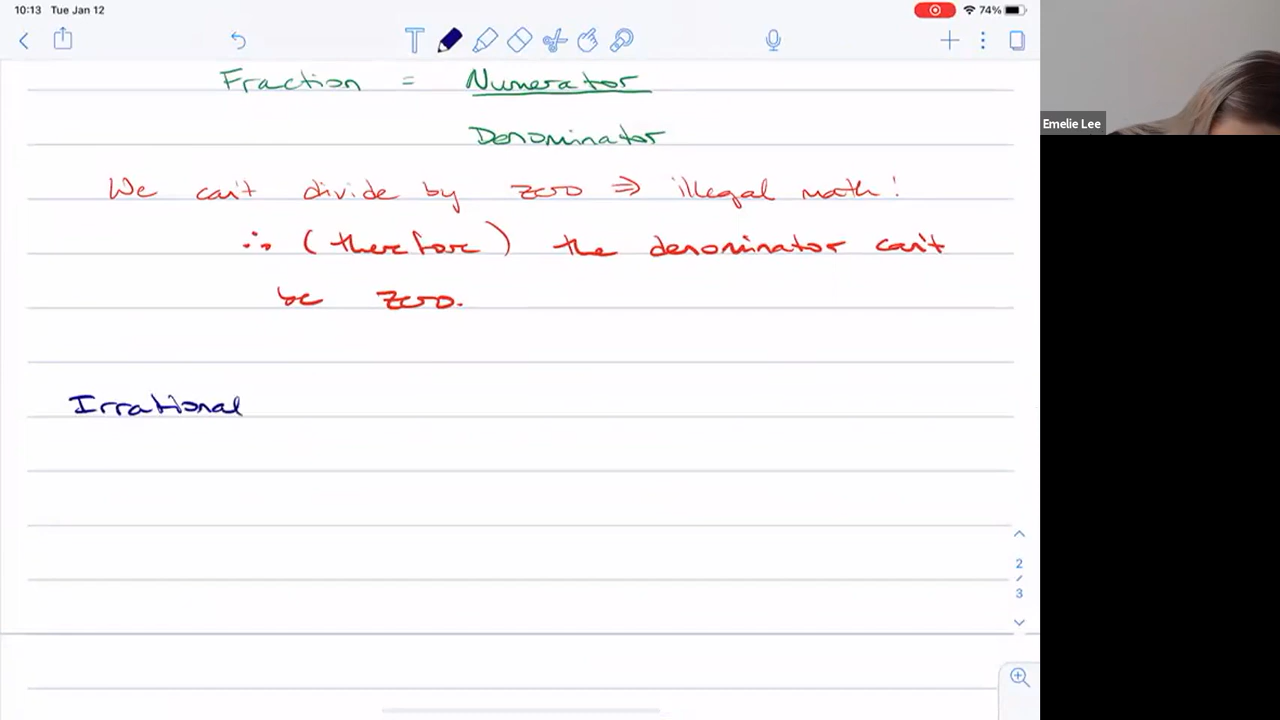 10:13 Tue Jan 12
74%
Emelie Lee
Fraction = Numerator
Denominator
We can't divide by zero ⇒ illegal math!
∴ (therefore) the denominator can't
be zero.
Irrational
2
/
3